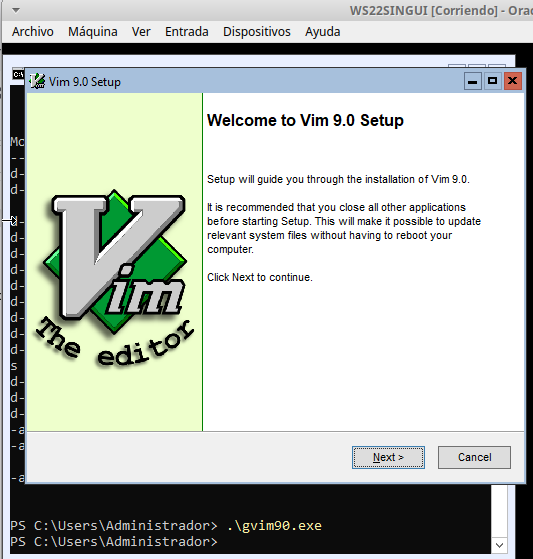 WS22SINGUI [Corriendo] - Orac
Archivo Máquina Ver Entrada Dispositivos Ayuda
Vim 9.0 Setup
Welcome to Vim 9.0 Setup
Setup will guide you through the installation of Vim 9.0.
It is recommended that you close all other applications
before starting Setup. This will make it possible to update
relevant system files without having to reboot your
computer.
Click Next to continue.
Vim
The editor
Next >
Cancel
PS C:\Users\Administrador> .\gvim90.exe
PS C:\Users\Administrador>